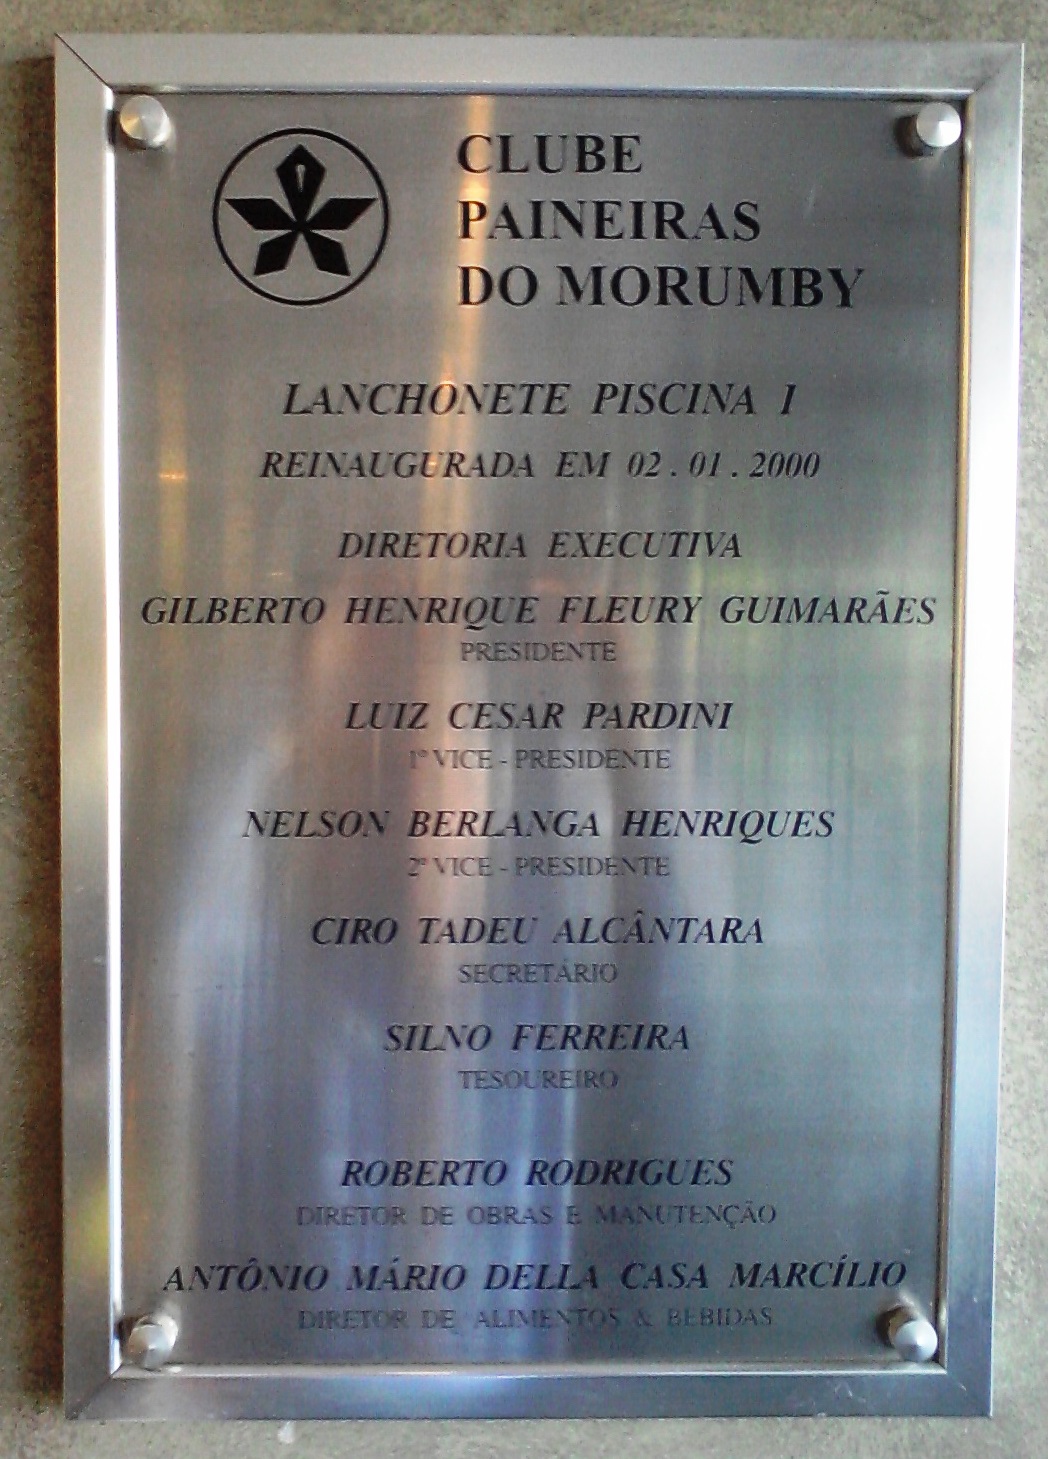 CLUBE
PAINEIRAS
DO MORUMBY
LANCHONETE PISCINA I
REINAUGURADA EM 02.01.2000
DIRETORIA EXECUTIVA
GILBERTO HENRIQUE FLEURY GUIMARÃES
PRESIDENTE
LUIZ CESAR PARDINI
1º VICE - PRESIDENTE
NELSON BERLANGA HENRIQUES
2º VICE - PRESIDENTE
CIRO TADEU ALCÂNTARA
SECRETÁRIO
SILNO FERREIRA
TESOUREIRO
ROBERTO RODRIGUES
DIRETOR DE OBRAS E MANUTENÇÃO
ANTÔNIO MÁRIO DELLA CASA MARCÍLIO
DIRETOR DE ALIMENTOS & BEBIDAS